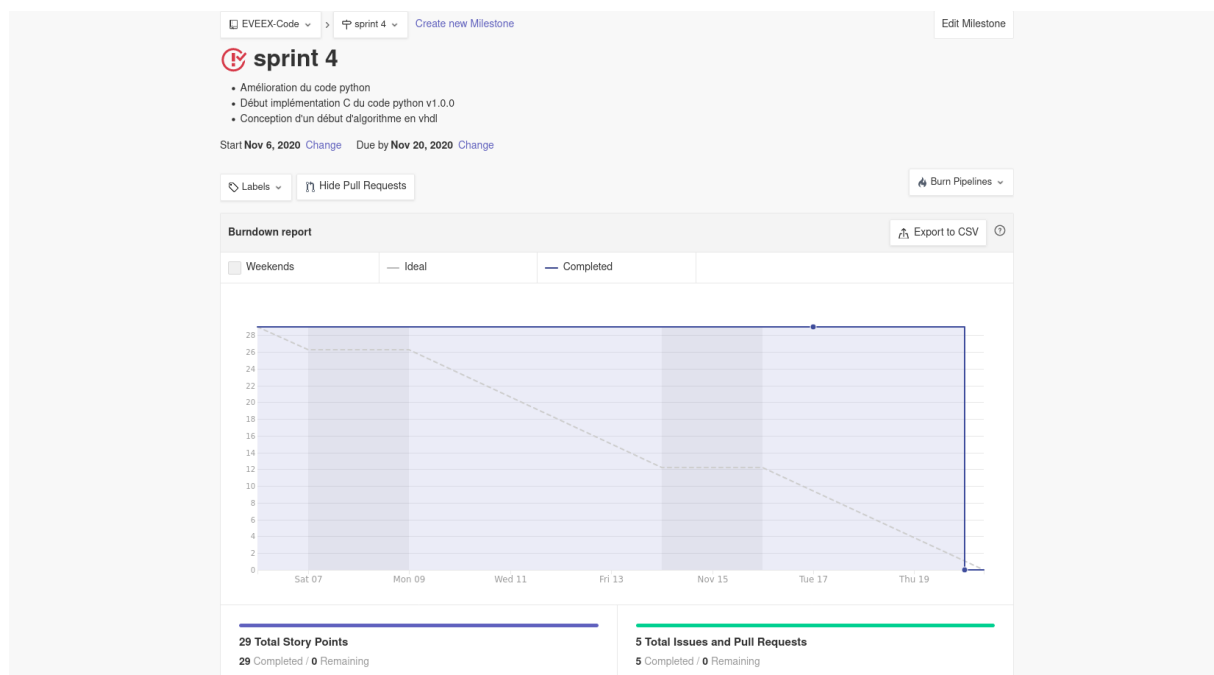 EVEEX-Code > sprint 4 Create new Milestone Edit Milestone
sprint 4
• Amélioration du code python
• Début implémentation C du code python v1.0.0
• Conception d'un début d'algorithme en vhdl
Start Nov 6, 2020 Change Due by Nov 20, 2020 Change
Labels Hide Pull Requests Burn Pipelines
Burndown report Export to CSV
Weekends Ideal Completed
28
26
24
22
20
18
16
14
12
10
8
6
4
2
0
Sat 07 Mon 09 Wed 11 Fri 13 Nov 15 Tue 17 Thu 19
29 Total Story Points 5 Total Issues and Pull Requests
29 Completed / 0 Remaining 5 Completed / 0 Remaining